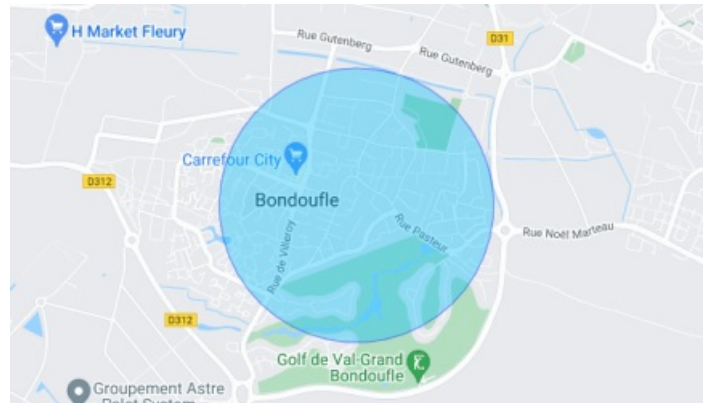 H Market Fleury
Rue Gutenberg
D31
Rue Gutenberg
Carrefour City
D312
Bondoufle
Rue Pasteur
Rue Noël Marteau
Rue de Villeroy
D312
Golf de Val-Grand
Bondoufle
Groupement Astre